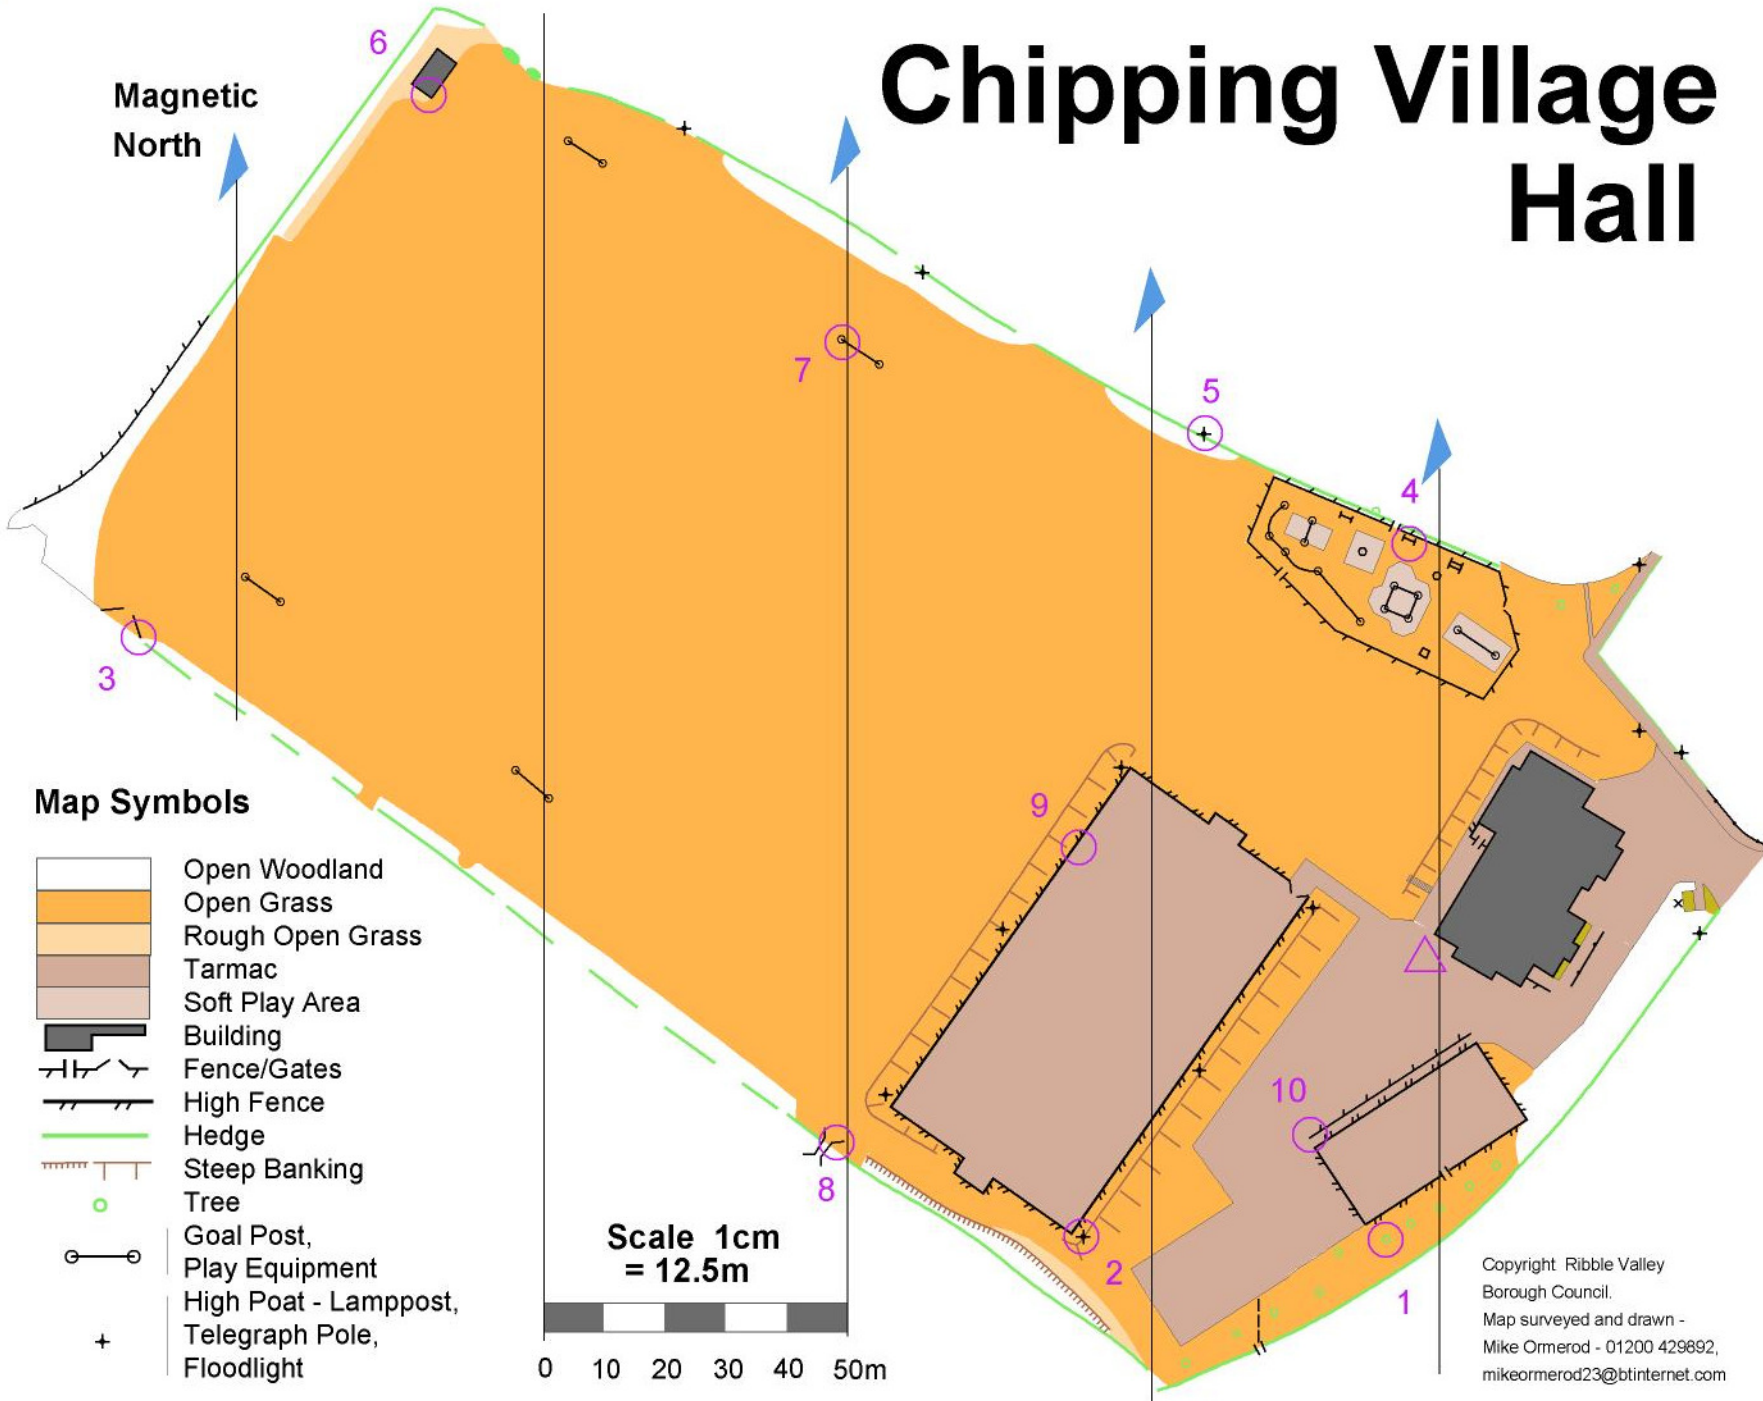 Chipping Village
Hall
Magnetic
North
6
7
5
4
3
9
8
2
10
1
Map Symbols
Open Woodland
Open Grass
Rough Open Grass
Tarmac
Soft Play Area
Building
Fence/Gates
High Fence
Hedge
Steep Banking
Tree
Goal Post,
Play Equipment
High Poat - Lamppost,
Telegraph Pole,
Floodlight
Scale 1cm
= 12.5m
0 10 20 30 40 50m
Copyright Ribble Valley
Borough Council.
Map surveyed and drawn -
Mike Ormerod - 01200 429892,
mikeormerod23@btinternet.com